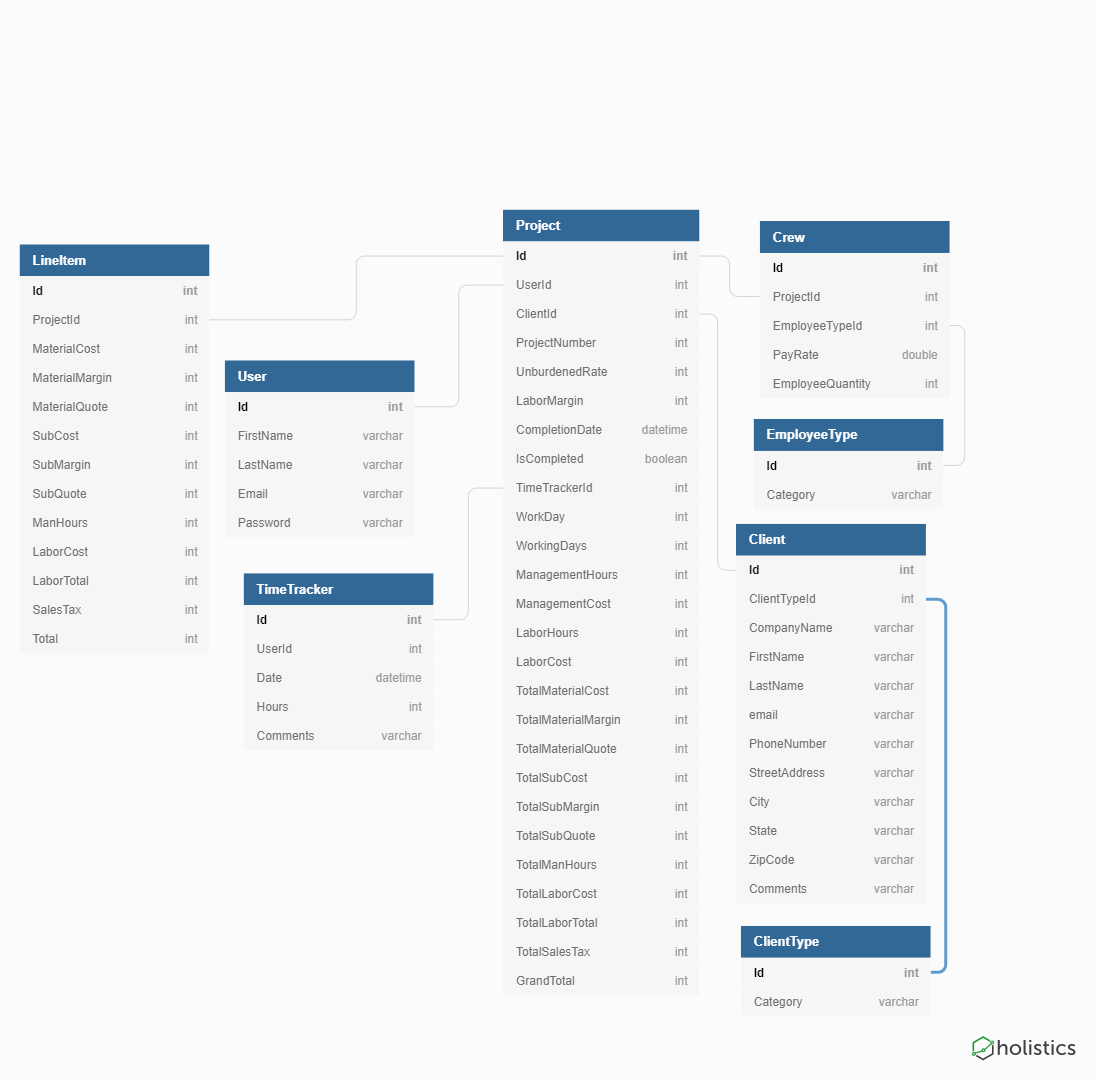 LineItem
Id int
ProjectId int
MaterialCost int
MaterialMargin int
MaterialQuote int
SubCost int
SubMargin int
SubQuote int
ManHours int
LaborCost int
LaborTotal int
SalesTax int
Total int
User
Id int
FirstName varchar
LastName varchar
Email varchar
Password varchar
TimeTracker
Id int
UserId int
Date datetime
Hours int
Comments varchar
Project
Id int
UserId int
ClientId int
ProjectNumber int
UnburdenedRate int
LaborMargin int
CompletionDate datetime
IsCompleted boolean
TimeTrackerId int
WorkDay int
WorkingDays int
ManagementHours int
ManagementCost int
LaborHours int
LaborCost int
TotalMaterialCost int
TotalMaterialMargin int
TotalMaterialQuote int
TotalSubCost int
TotalSubMargin int
TotalSubQuote int
TotalManHours int
TotalLaborCost int
TotalLaborTotal int
TotalSalesTax int
GrandTotal int
Crew
Id int
ProjectId int
EmployeeTypeId int
PayRate double
EmployeeQuantity int
EmployeeType
Id int
Category varchar
Client
Id int
ClientTypeId int
CompanyName varchar
FirstName varchar
LastName varchar
email varchar
PhoneNumber varchar
StreetAddress varchar
City varchar
State varchar
ZipCode varchar
Comments varchar
ClientType
Id int
Category varchar
holistics